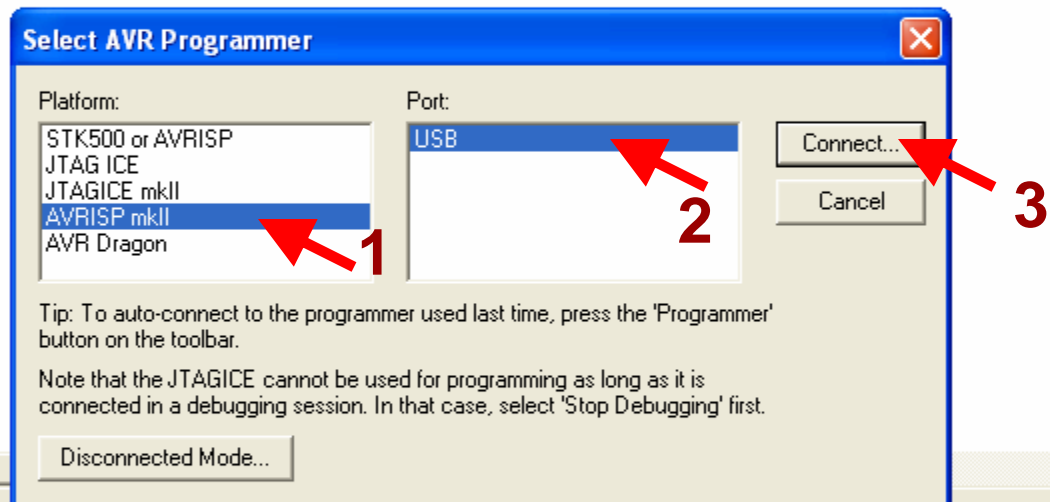 Select AVR Programmer
Platform:
Port:
STK500 or AVRISP
JTAG ICE
JTAGICE mkII
AVRISP mkII
AVR Dragon
USB
Connect...
Cancel
1
2
3
Tip: To auto-connect to the programmer used last time, press the 'Programmer'
button on the toolbar.
Note that the JTAGICE cannot be used for programming as long as it is
connected in a debugging session. In that case, select 'Stop Debugging' first.
Disconnected Mode...